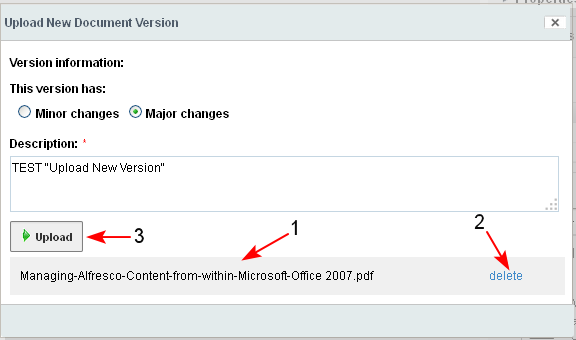 Upload New Document Version
Version information:
This version has:
Minor changes Major changes
Description: *
TEST "Upload New Version"
Upload 3 1 2
Managing-Alfresco-Content-from-within-Microsoft-Office 2007.pdf delete